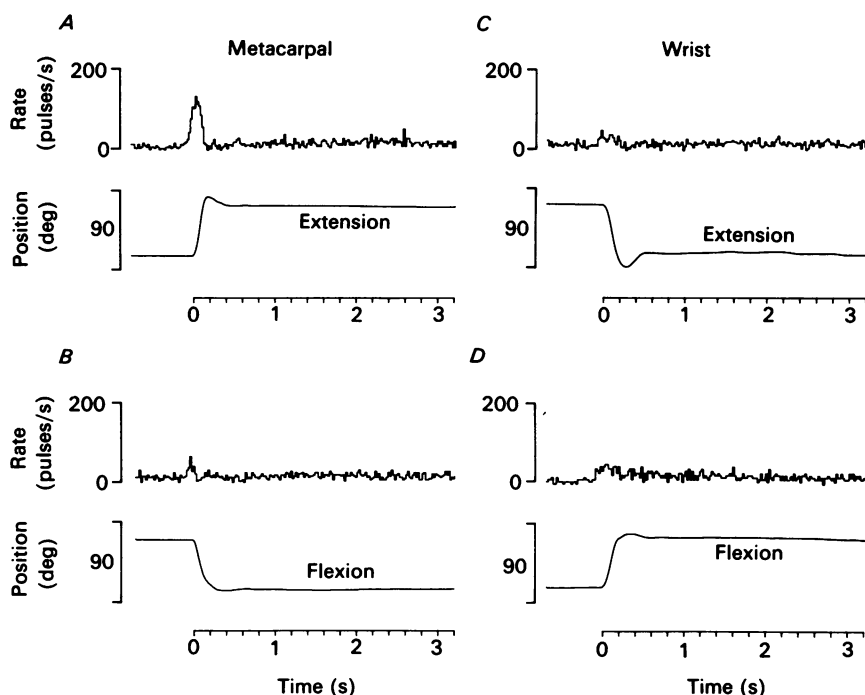 A
Metacarpal
200
Rate
(pulses/s)
0
90
Position
(deg)
Extension
0 1 2 3
C
Wrist
200
0
90
Extension
0 1 2 3
B
200
Rate
(pulses/s)
0
90
Position
(deg)
Flexion
0 1 2 3
Time (s)
D
200
0
90
Flexion
0 1 2 3
Time (s)